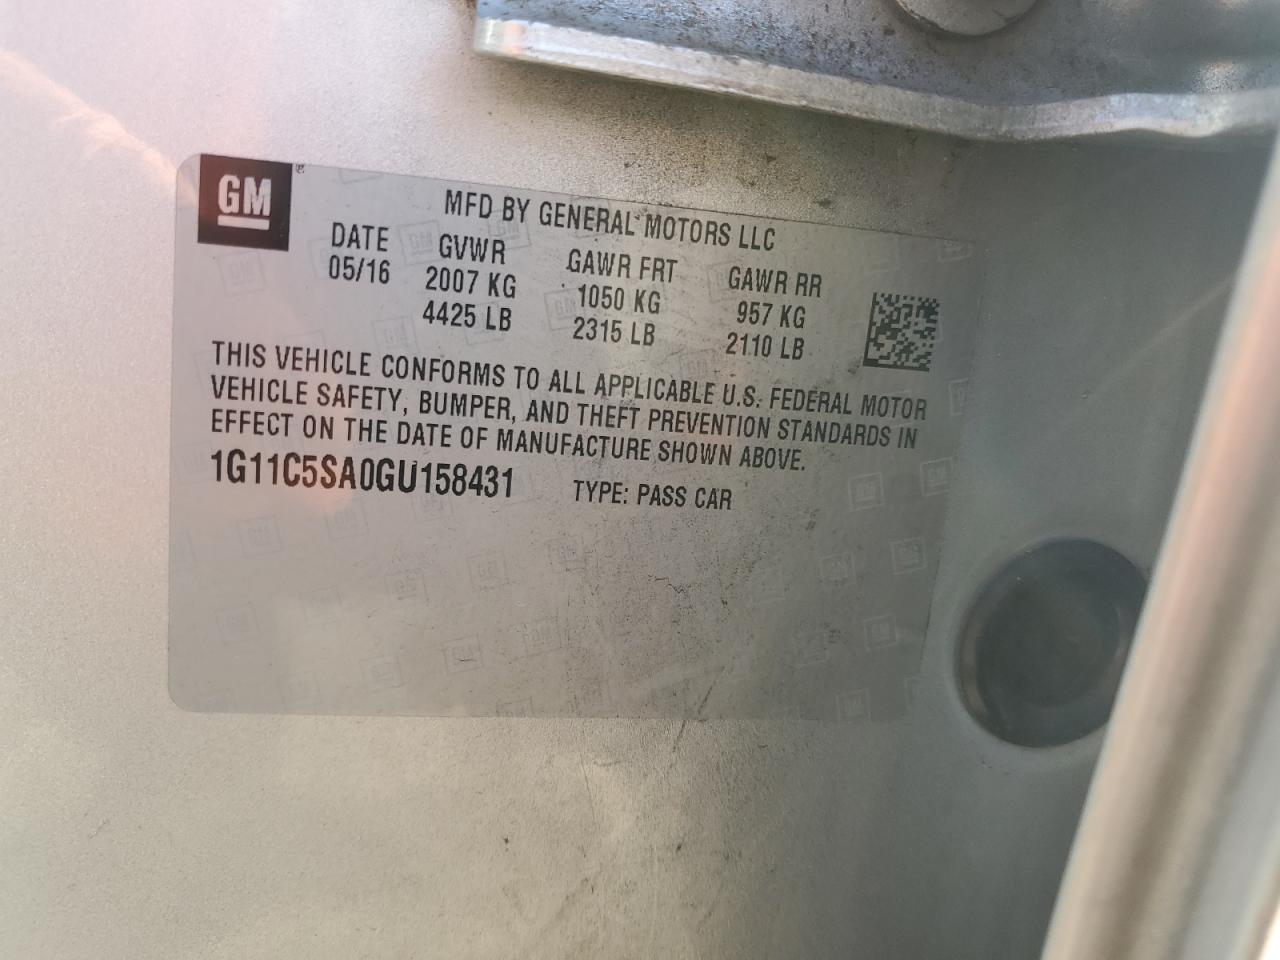 GM
MFD BY GENERAL MOTORS LLC
DATE GVWR GAWR FRT GAWR RR
05/16 2007 KG 1050 KG 957 KG
4425 LB 2315 LB 2110 LB
THIS VEHICLE CONFORMS TO ALL APPLICABLE U.S. FEDERAL MOTOR
VEHICLE SAFETY, BUMPER, AND THEFT PREVENTION STANDARDS IN
EFFECT ON THE DATE OF MANUFACTURE SHOWN ABOVE.
1G11C5SA0GU158431 TYPE: PASS CAR